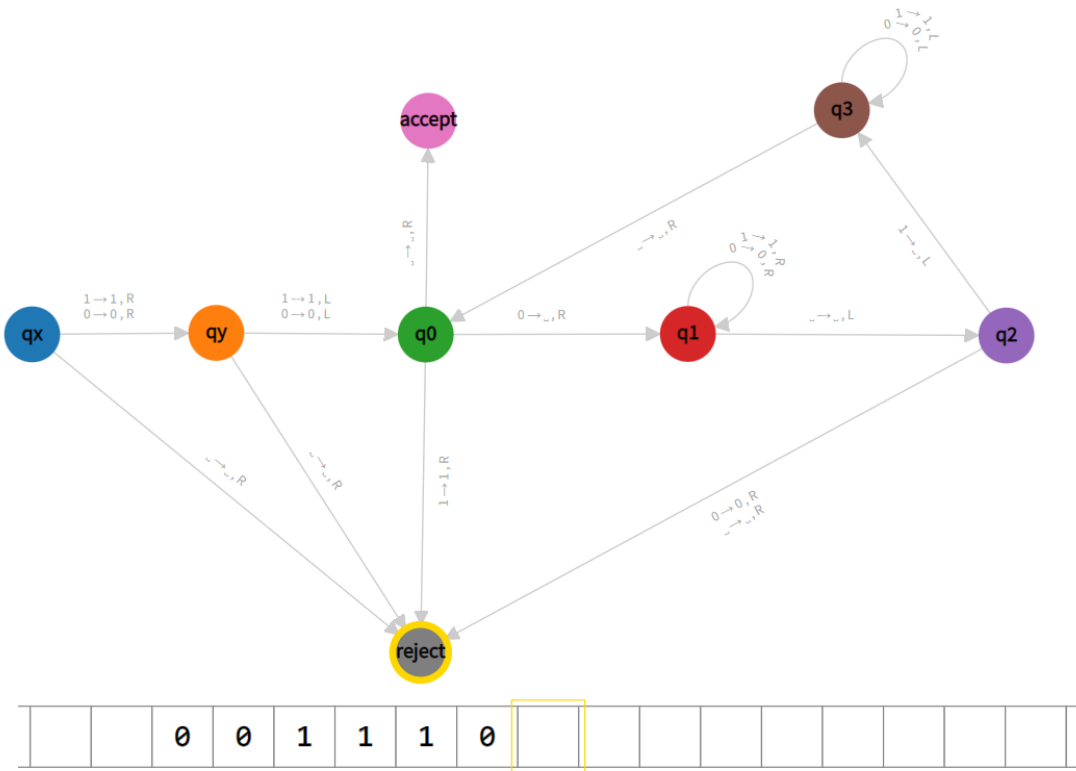 1→1,L
0→0,L
q3
accept
␣→␣,R
␣→␣,R
1→1,R
0→0,R
1→␣,L
1→1,R
0→0,R
1→1,L
0→0,L
0→␣,R
␣→␣,L
qx
qy
q0
q1
q2
␣→␣,R
␣→␣,R
1→1,R
0→0,R
␣→␣,R
reject
0 0 1 1 1 0